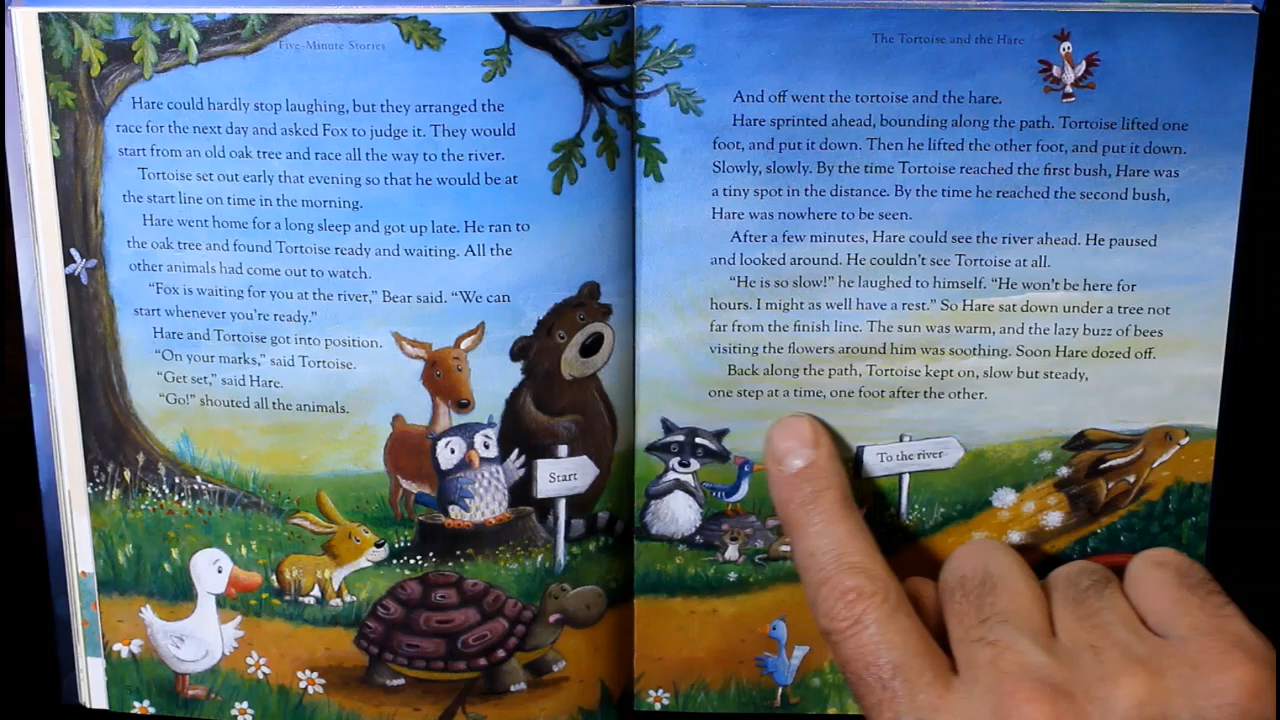 Five-Minute Stories
Hare could hardly stop laughing, but they arranged the
race for the next day and asked Fox to judge it. They would
start from an old oak tree and race all the way to the river.
Tortoise set out early that evening so that he would be at
the start line on time in the morning.
Hare went home for a long sleep and got up late. He ran to
the oak tree and found Tortoise ready and waiting. All the
other animals had come out to watch.
“Fox is waiting for you at the river,” Bear said. “We can
start whenever you're ready.”
Hare and Tortoise got into position.
“On your marks,” said Tortoise.
“Get set,” said Hare.
“Go!” shouted all the animals.
Start
The Tortoise and the Hare
And off went the tortoise and the hare.
Hare sprinted ahead, bounding along the path. Tortoise lifted one
foot, and put it down. Then he lifted the other foot, and put it down.
Slowly, slowly. By the time Tortoise reached the first bush, Hare was
a tiny spot in the distance. By the time he reached the second bush,
Hare was nowhere to be seen.
After a few minutes, Hare could see the river ahead. He paused
and looked around. He couldn't see Tortoise at all.
“He is so slow!” he laughed to himself. “He won't be here for
hours. I might as well have a rest.” So Hare sat down under a tree not
far from the finish line. The sun was warm, and the lazy buzz of bees
visiting the flowers around him was soothing. Soon Hare dozed off.
Back along the path, Tortoise kept on, slow but steady,
one step at a time, one foot after the other.
To the river